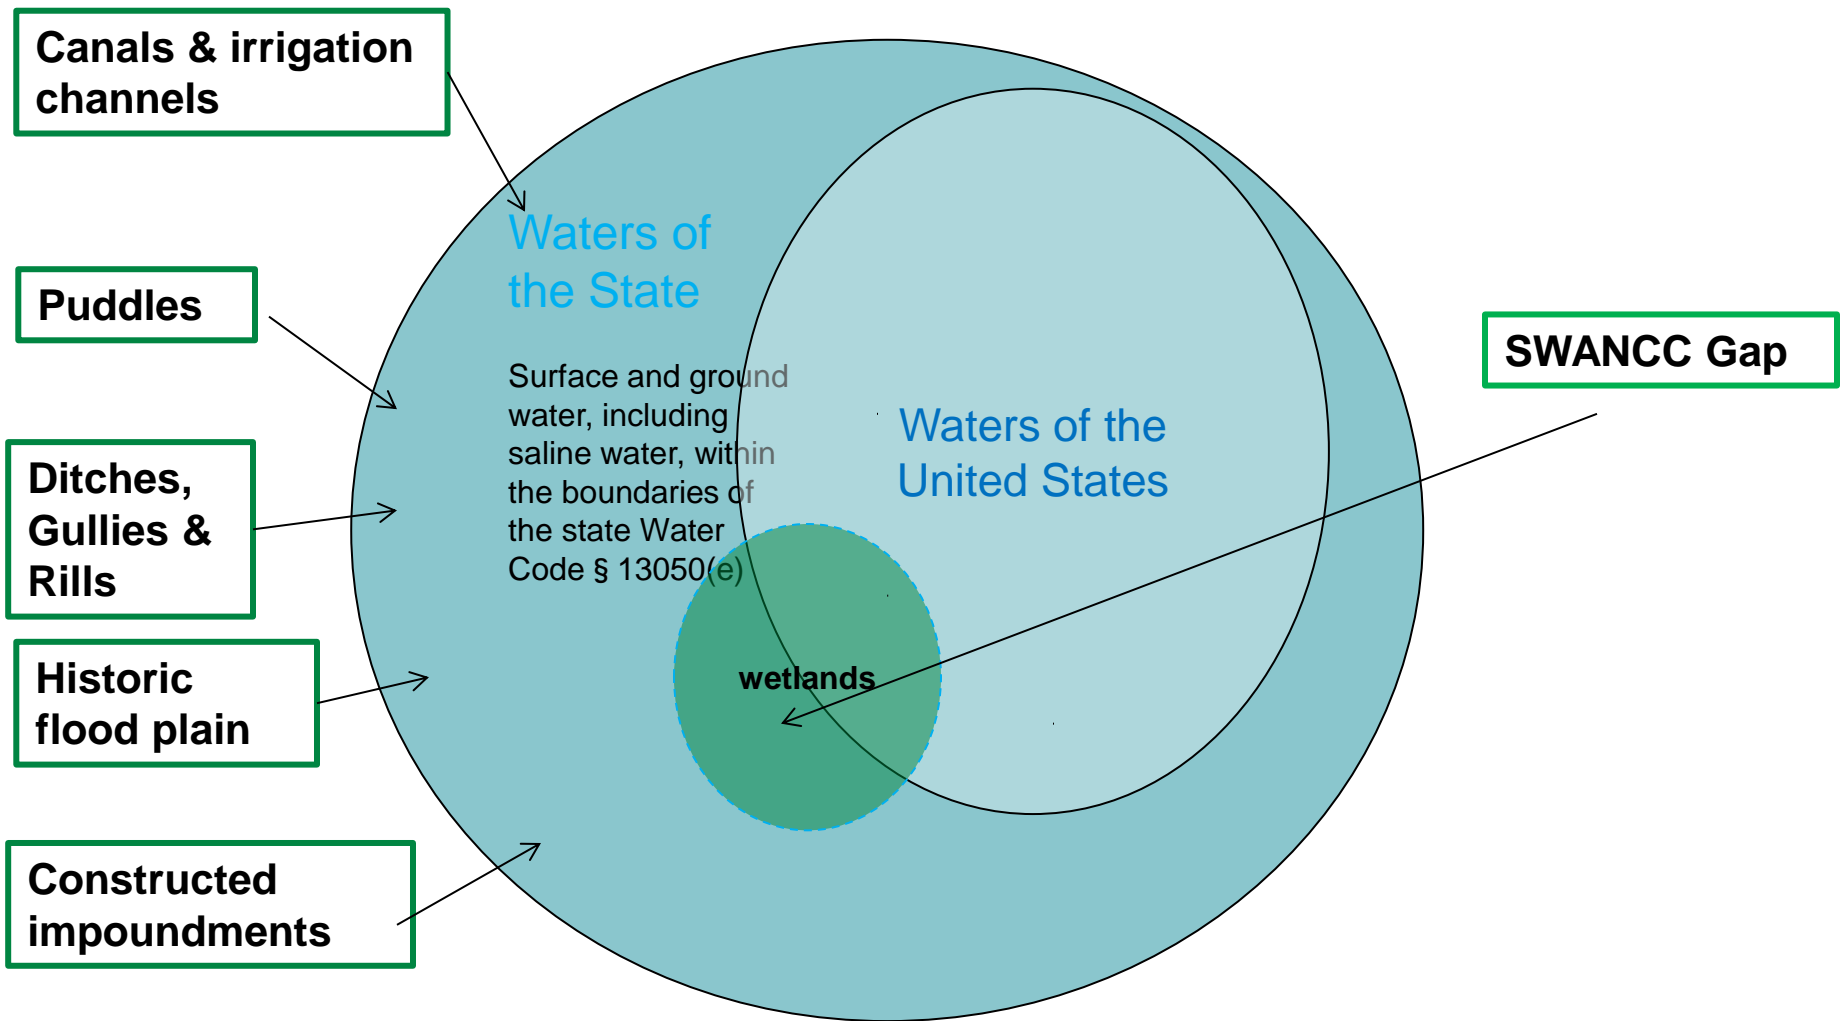 Canals & irrigation
channels
Puddles
Ditches,
Gullies &
Rills
Historic
flood plain
Constructed
impoundments
Waters of
the State
Surface and ground
water, including
saline water, within
the boundaries of
the state Water
Code § 13050(e)
wetlands
Waters of the
United States
SWANCC Gap